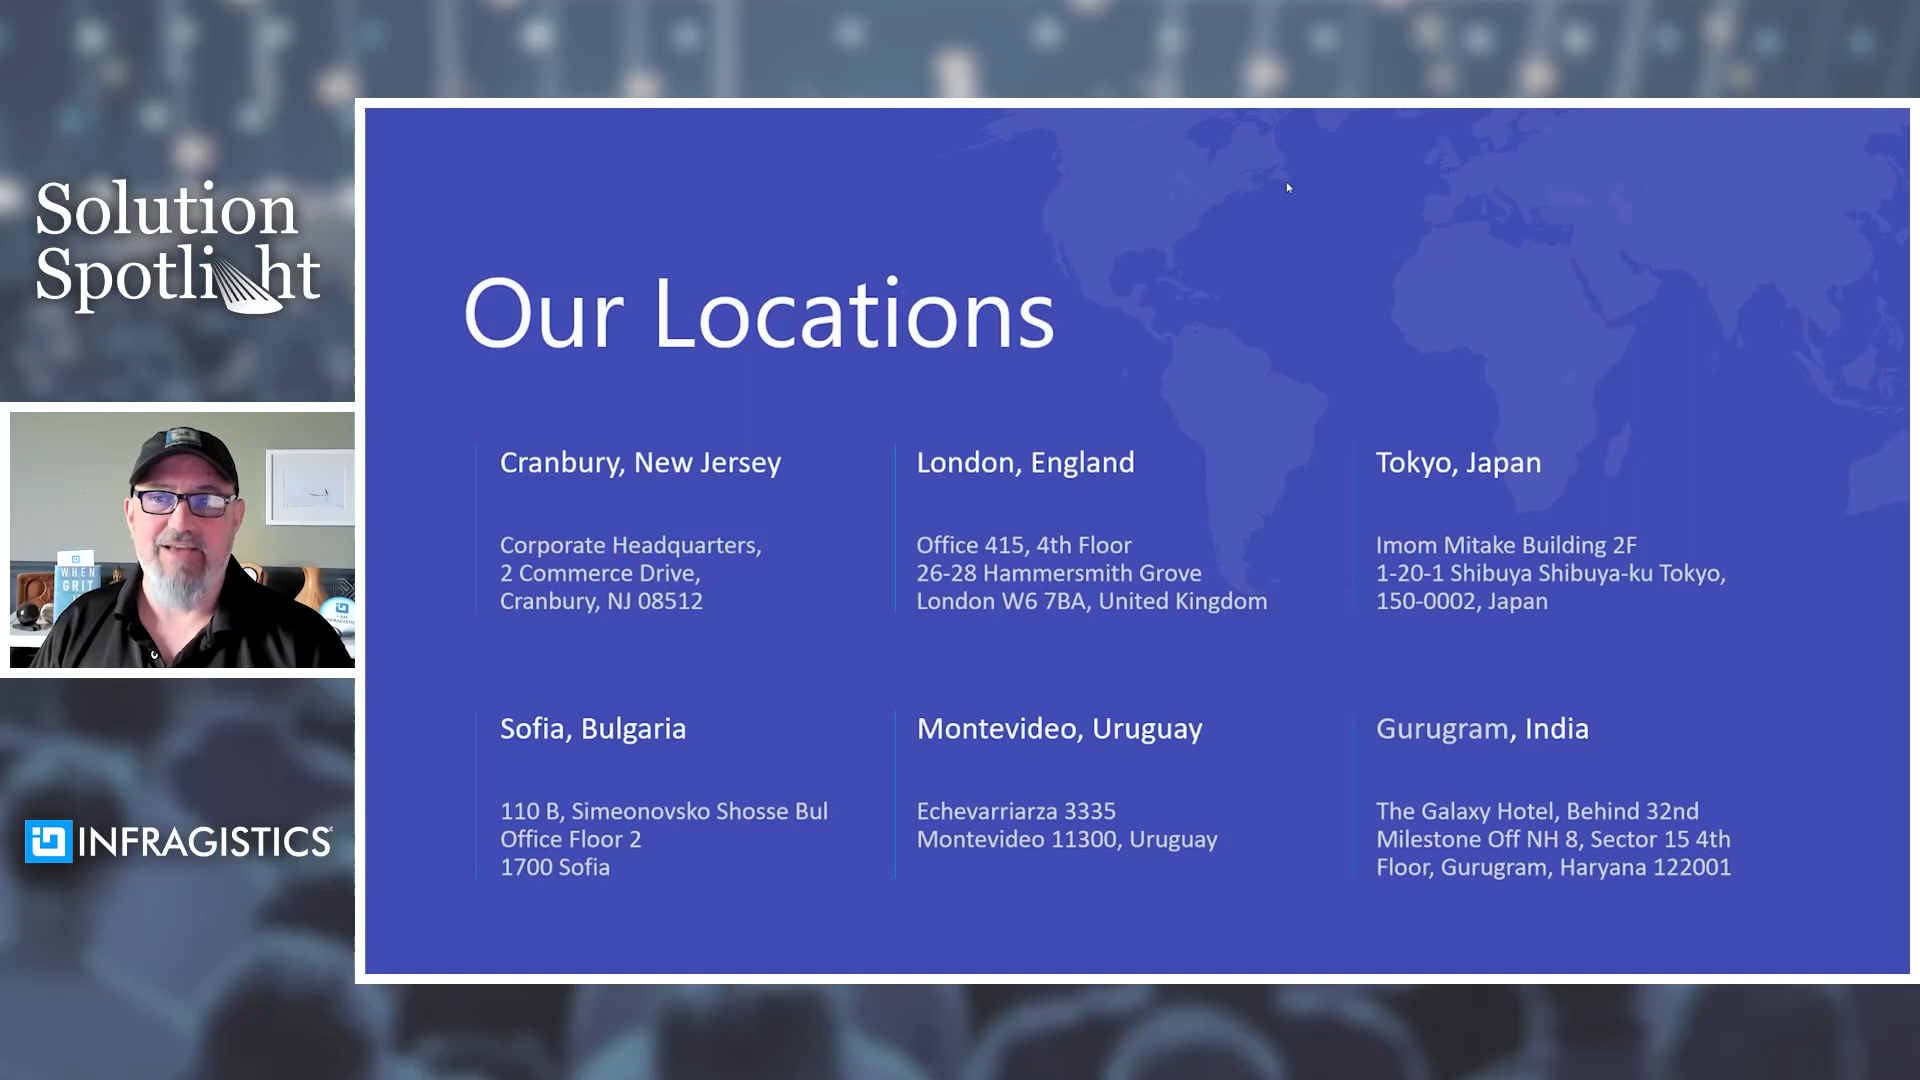 Solution
Spotlight
WHEN
GRIT
I AM
INFRAGISTICS
Our Locations
Cranbury, New Jersey
Corporate Headquarters,
2 Commerce Drive,
Cranbury, NJ 08512
London, England
Office 415, 4th Floor
26-28 Hammersmith Grove
London W6 7BA, United Kingdom
Tokyo, Japan
Imom Mitake Building 2F
1-20-1 Shibuya Shibuya-ku Tokyo,
150-0002, Japan
Sofia, Bulgaria
110 B, Simeonovsko Shosse Bul
Office Floor 2
1700 Sofia
Montevideo, Uruguay
Echevarriarza 3335
Montevideo 11300, Uruguay
Gurugram, India
The Galaxy Hotel, Behind 32nd
Milestone Off NH 8, Sector 15 4th
Floor, Gurugram, Haryana 122001